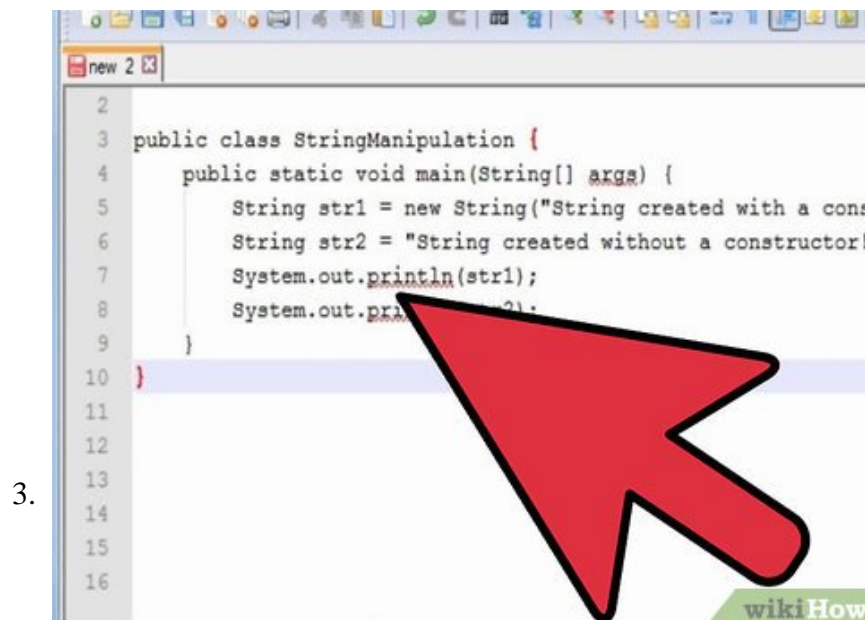 new 2
2
3 public class StringManipulation {
4 public static void main(String[] args) {
5 String str1 = new String("String created with a cons
6 String str2 = "String created without a constructor!
7 System.out.println(str1);
8 System.out.
9 }
10 }
11
12
13
3.
14
15
16
wikiHow